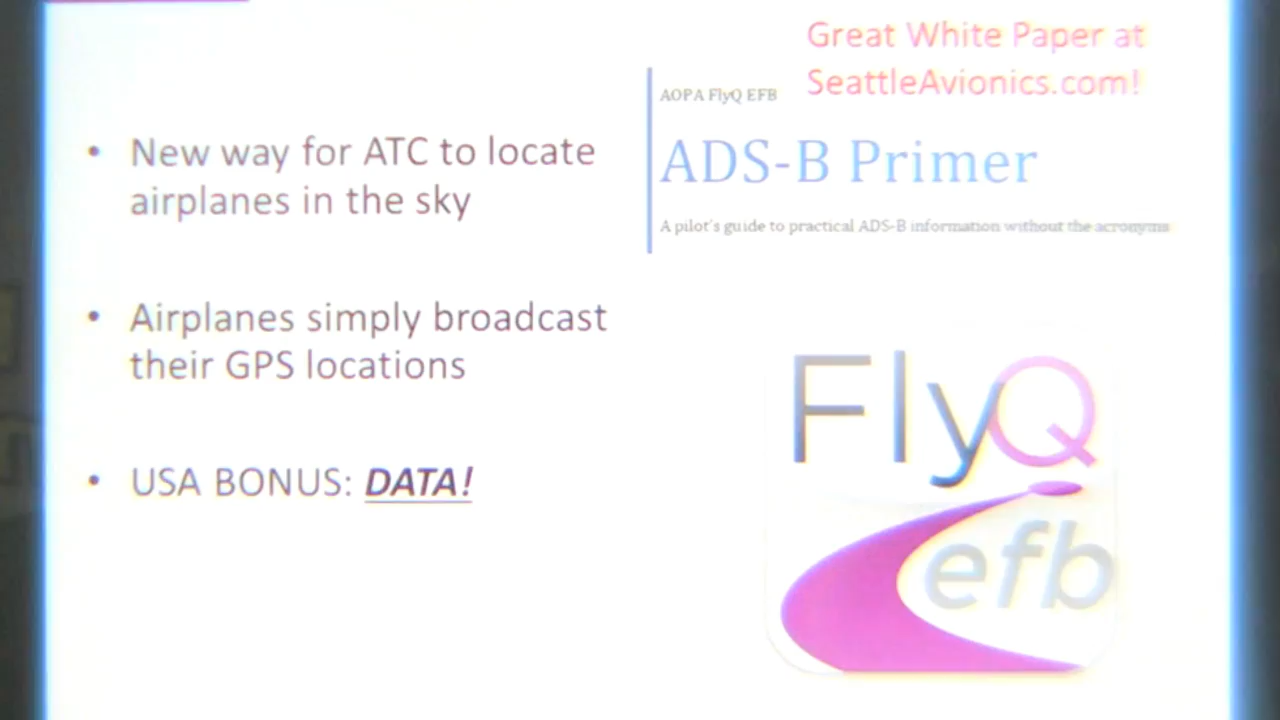 Great White Paper at
SeattleAvionics.com!
AOPA FlyQ EFB
ADS-B Primer
A pilot's guide to practical ADS-B information without the acronyms
• New way for ATC to locate
airplanes in the sky
• Airplanes simply broadcast
their GPS locations
• USA BONUS: DATA!
FlyQ
efb